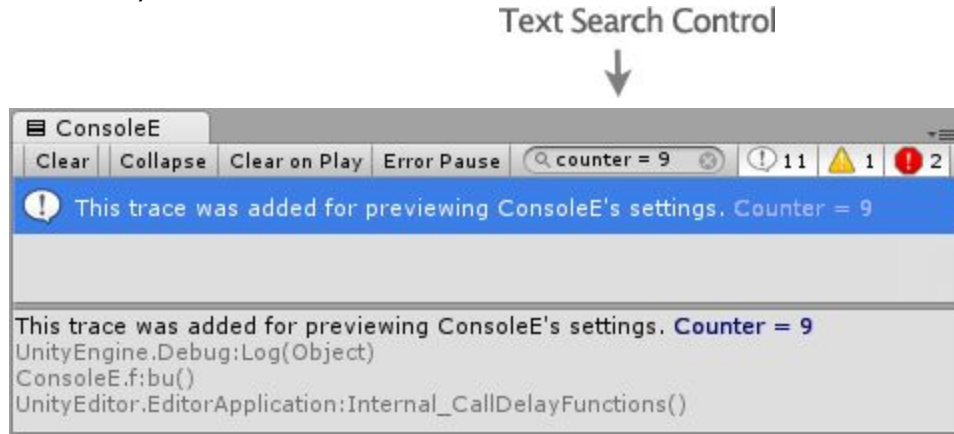 Text Search Control
ConsoleE
Clear Collapse Clear on Play Error Pause counter = 9 11 1 2
This trace was added for previewing ConsoleE's settings. Counter = 9
This trace was added for previewing ConsoleE's settings. Counter = 9
UnityEngine.Debug:Log(Object)
ConsoleE.f:bu()
UnityEditor.EditorApplication:Internal_CallDelayFunctions()